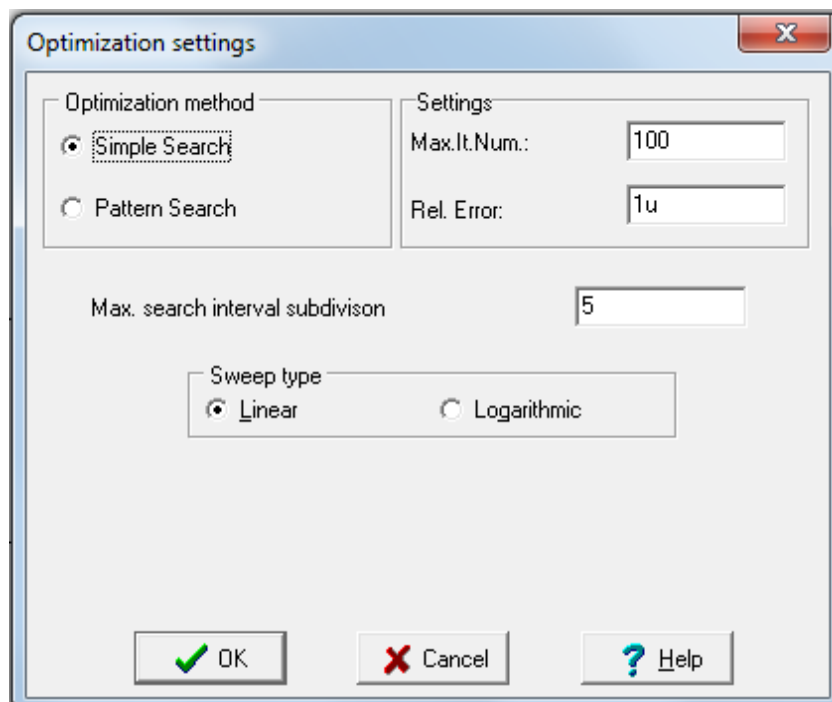 Optimization settings
Optimization method
Simple Search
Pattern Search
Settings
Max.It.Num.:
100
Rel. Error:
1u
Max. search interval subdivison
5
Sweep type
Linear
Logarithmic
OK
Cancel
Help